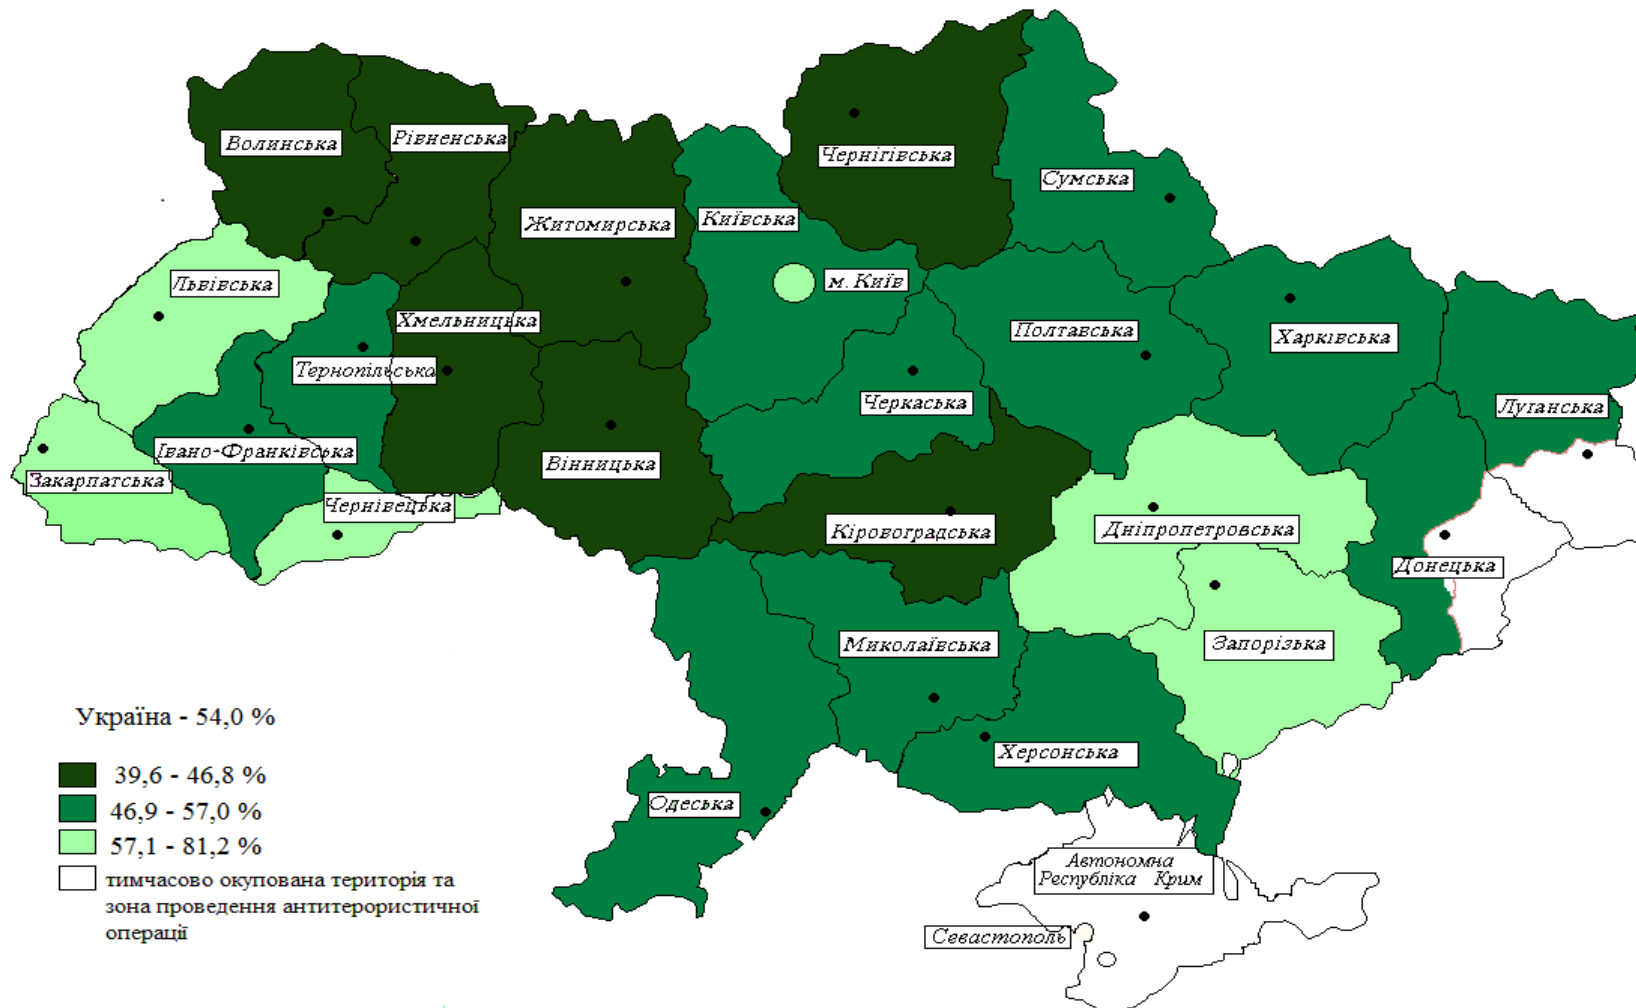 Волинська
Рівненська
Чернігівська
Сумська
Житомирська
Київська
Львівська
м. Київ
Хмельницька
Полтавська
Харківська
Тернопільська
Черкаська
Луганська
Івано-Франківська
Вінницька
Закарпатська
Чернівецька
Кіровоградська
Дніпропетровська
Донецька
Миколаївська
Запорізька
Херсонська
Одеська
Автономна
Республіка Крим
Севастополь
Україна - 54,0 %
39,6 - 46,8 %
46,9 - 57,0 %
57,1 - 81,2 %
тимчасово окупована територія та
зона проведення антитерористичної
операції